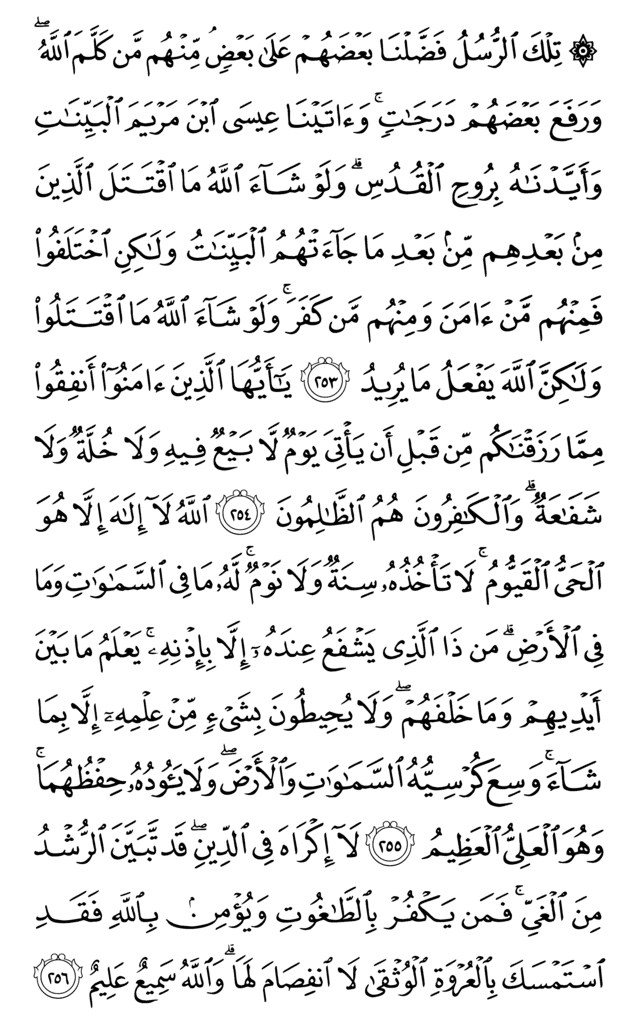 ۞ تِلْكَ ٱلرُّسُلُ فَضَّلْنَا بَعْضَهُمْ عَلَىٰ بَعْضٍۢ مِّنْهُم مَّن كَلَّمَ ٱللَّهُ ۖ
وَرَفَعَ بَعْضَهُمْ دَرَجَـٰتٍۢ ۚ وَءَاتَيْنَا عِيسَى ٱبْنَ مَرْيَمَ ٱلْبَيِّنَـٰتِ
وَأَيَّدْنَـٰهُ بِرُوحِ ٱلْقُدُسِ ۗ وَلَوْ شَآءَ ٱللَّهُ مَا ٱقْتَتَلَ ٱلَّذِينَ
مِنۢ بَعْدِهِم مِّنۢ بَعْدِ مَا جَآءَتْهُمُ ٱلْبَيِّنَـٰتُ وَلَـٰكِنِ ٱخْتَلَفُوا۟
فَمِنْهُم مَّنْ ءَامَنَ وَمِنْهُم مَّن كَفَرَ ۚ وَلَوْ شَآءَ ٱللَّهُ مَا ٱقْتَتَلُوا۟
وَلَـٰكِنَّ ٱللَّهَ يَفْعَلُ مَا يُرِيدُ ٢٥٣ يَـٰٓأَيُّهَا ٱلَّذِينَ ءَامَنُوٓا۟ أَنفِقُوا۟
مِمَّا رَزَقْنَـٰكُم مِّن قَبْلِ أَن يَأْتِىَ يَوْمٌۭ لَّا بَيْعٌۭ فِيهِ وَلَا خُلَّةٌۭ وَلَا
شَفَـٰعَةٌۭ ۗ وَٱلْكَـٰفِرُونَ هُمُ ٱلظَّـٰلِمُونَ ٢٥٤ ٱللَّهُ لَآ إِلَـٰهَ إِلَّا هُوَ
ٱلْحَىُّ ٱلْقَيُّومُ ۚ لَا تَأْخُذُهُۥ سِنَةٌۭ وَلَا نَوْمٌۭ ۚ لَّهُۥ مَا فِى ٱلسَّمَـٰوَٰتِ وَمَا
فِى ٱلْأَرْضِ ۗ مَن ذَا ٱلَّذِى يَشْفَعُ عِندَهُۥٓ إِلَّا بِإِذْنِهِۦ ۚ يَعْلَمُ مَا بَيْنَ
أَيْدِيهِمْ وَمَا خَلْفَهُمْ ۖ وَلَا يُحِيطُونَ بِشَىْءٍۢ مِّنْ عِلْمِهِۦٓ إِلَّا بِمَا
شَآءَ ۚ وَسِعَ كُرْسِيُّهُ ٱلسَّمَـٰوَٰتِ وَٱلْأَرْضَ ۖ وَلَا يَـُٔودُهُۥ حِفْظُهُمَا ۚ
وَهُوَ ٱلْعَلِىُّ ٱلْعَظِيمُ ٢٥٥ لَآ إِكْرَاهَ فِى ٱلدِّينِ ۖ قَد تَّبَيَّنَ ٱلرُّشْدُ
مِنَ ٱلْغَىِّ ۚ فَمَن يَكْفُرْ بِٱلطَّـٰغُوتِ وَيُؤْمِنۢ بِٱللَّهِ فَقَدِ
ٱسْتَمْسَكَ بِٱلْعُرْوَةِ ٱلْوُثْقَىٰ لَا ٱنفِصَامَ لَهَا ۗ وَٱللَّهُ سَمِيعٌ عَلِيمٌ ٢٥٦